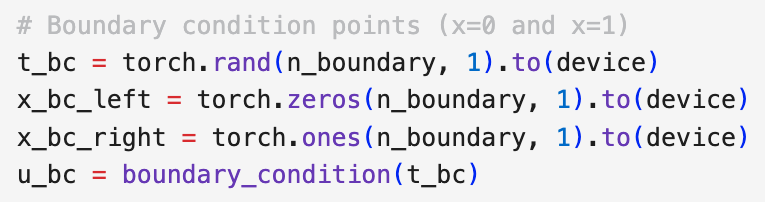 # Boundary condition points (x=0 and x=1)
t_bc = torch.rand(n_boundary, 1).to(device)
x_bc_left = torch.zeros(n_boundary, 1).to(device)
x_bc_right = torch.ones(n_boundary, 1).to(device)
u_bc = boundary_condition(t_bc)